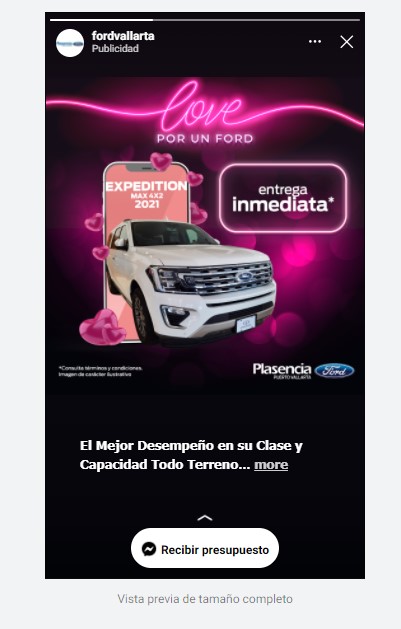 fordvallarta
Publicidad
love
POR UN FORD
EXPEDITION
MAX 4X2
2021
entrega
inmediata*
*Consulta términos y condiciones.
Imagen de carácter ilustrativo
Plasencia Ford
PUERTO VALLARTA
El Mejor Desempeño en su Clase y
Capacidad Todo Terreno... more
Recibir presupuesto
Vista previa de tamaño completo